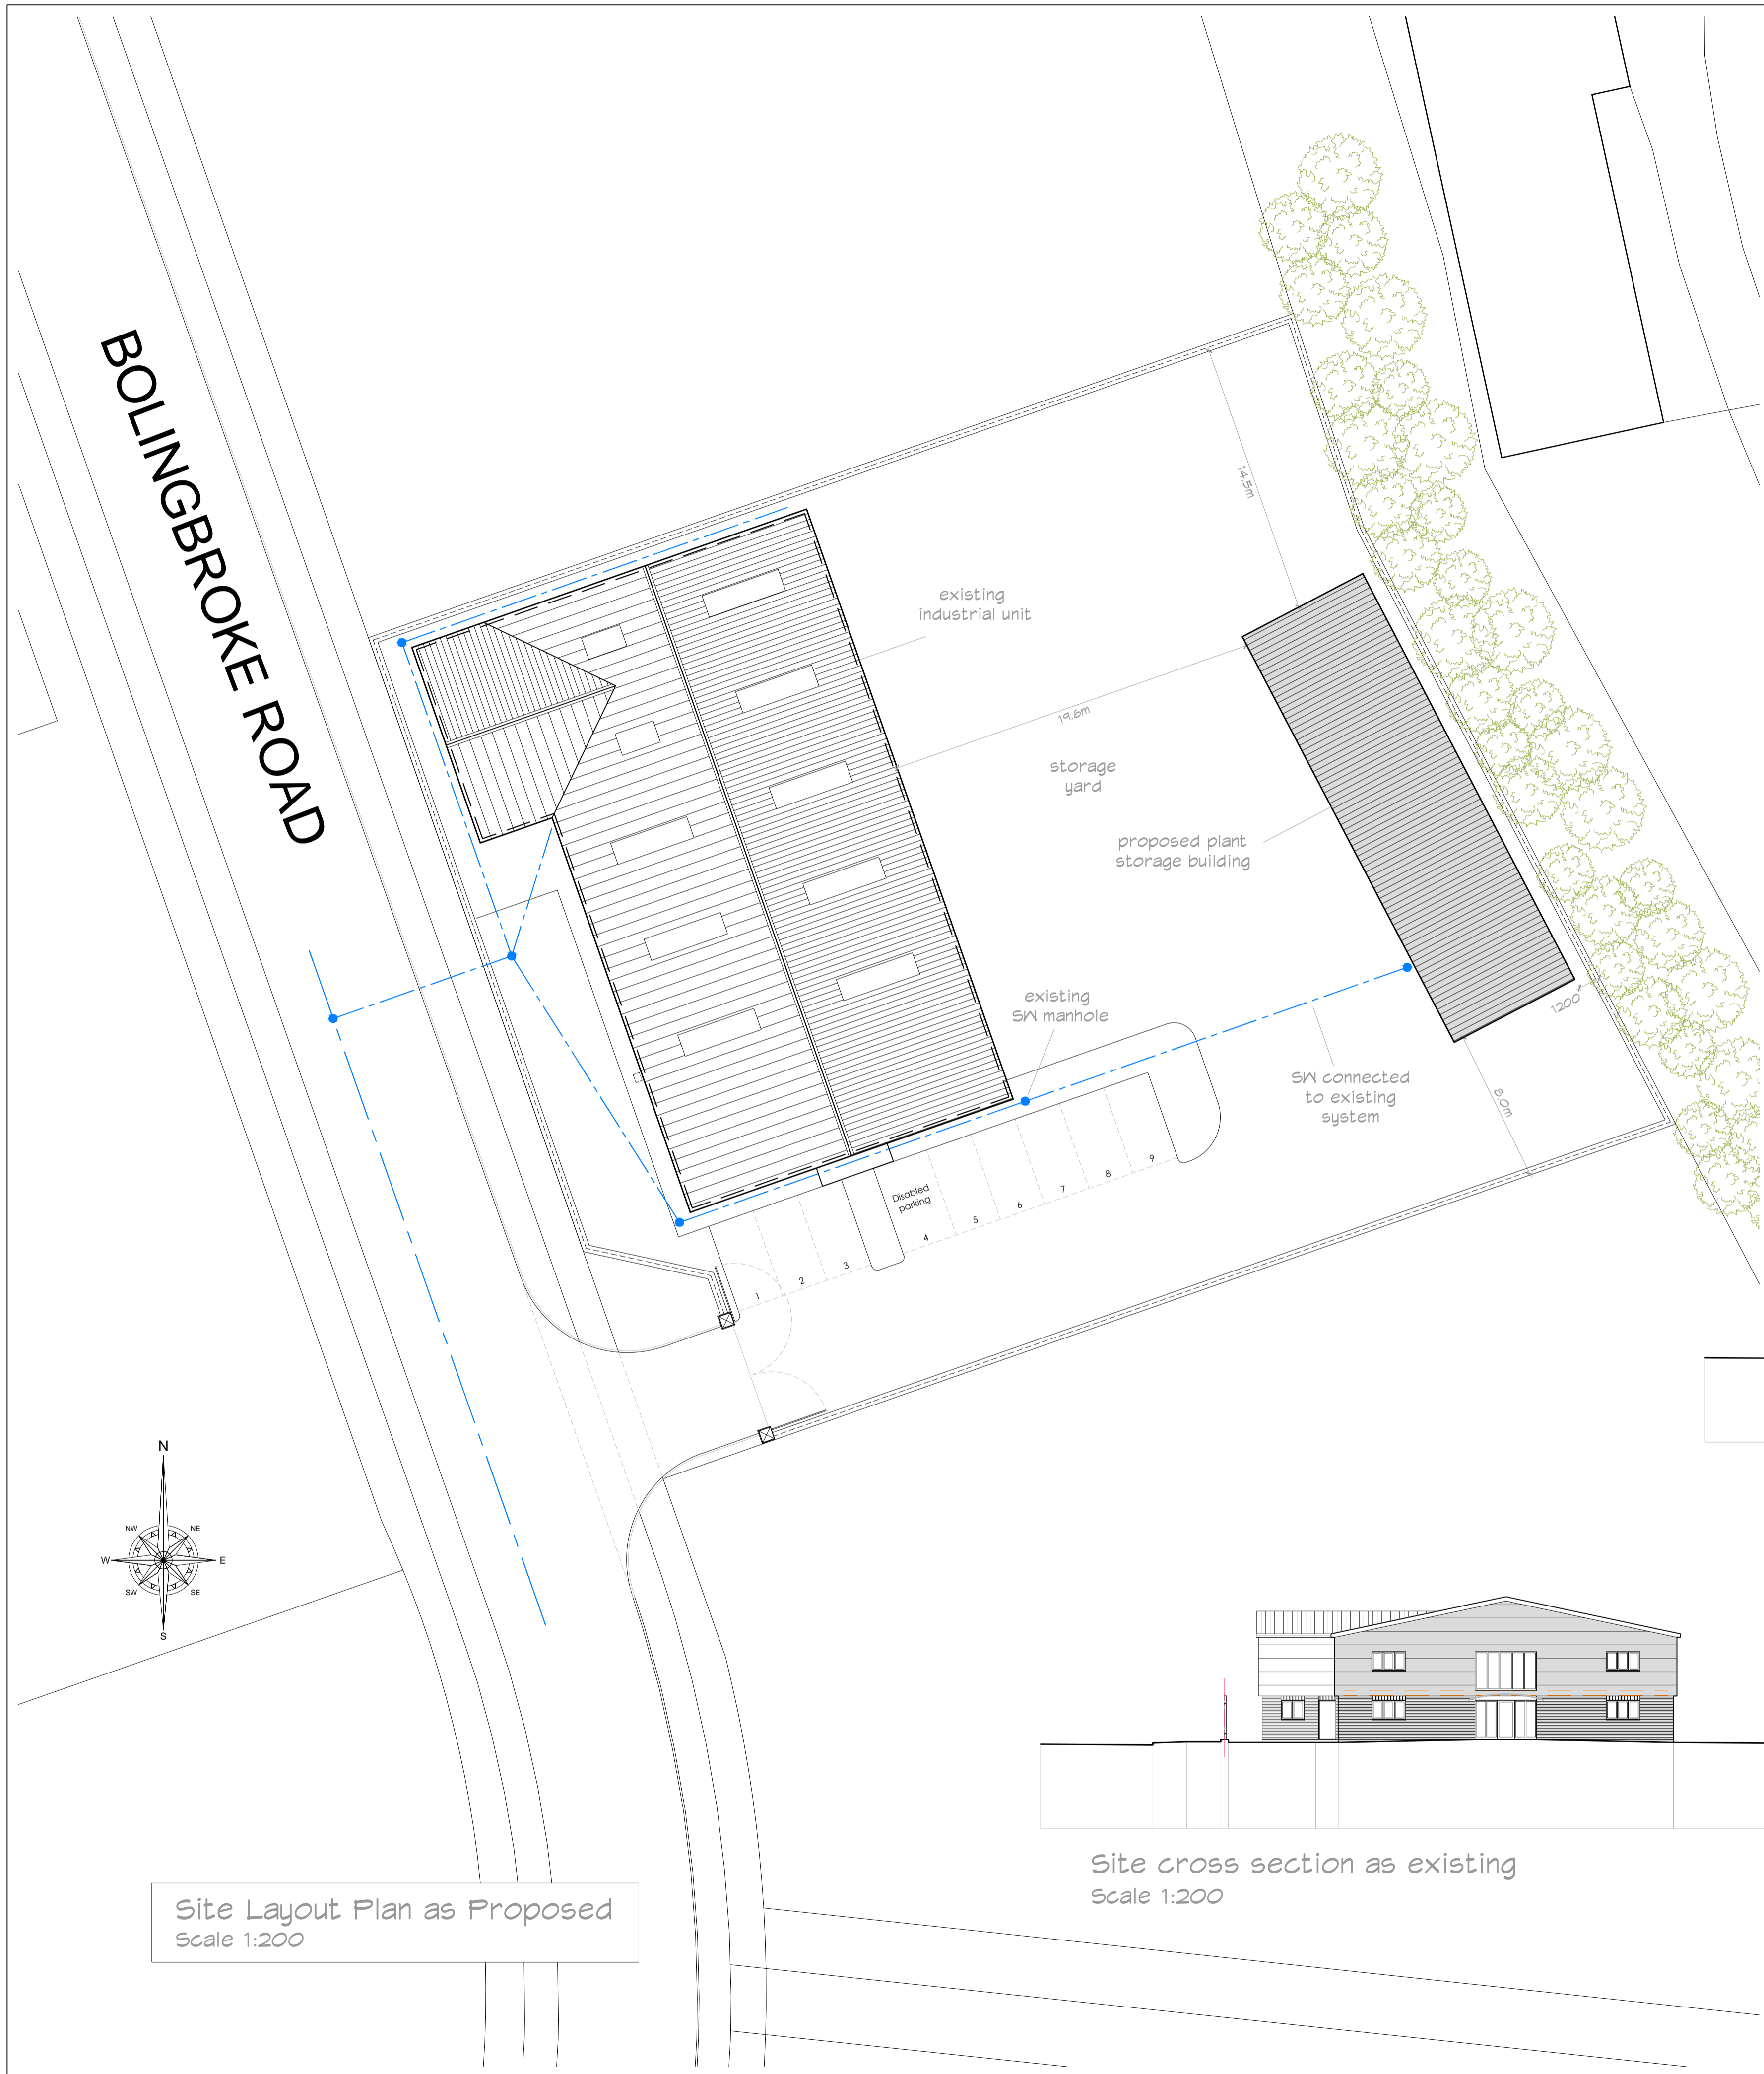 BOLINGBROKE ROAD
14.5m
existing
industrial unit
19.6m
storage
yard
proposed plant
storage building
existing
SW manhole
1200
SW connected
to existing
system
8.0m
Disabled
parking
1
2
3
4
5
6
7
8
9
N
NW
NE
W
E
SW
SE
S
Site cross section as existing
Scale 1:200
Site Layout Plan as Proposed
Scale 1:200